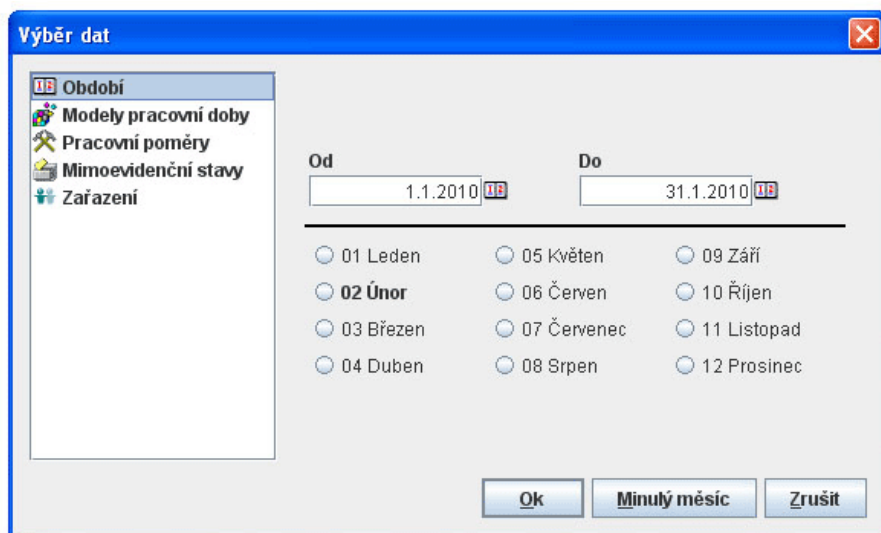 Výběr dat
Období
Modely pracovní doby
Pracovní poměry
Mimoevidenční stavy
Zařazení
Od Do
1.1.2010 31.1.2010
01 Leden 05 Květen 09 Září
02 Únor 06 Červen 10 Říjen
03 Březen 07 Červenec 11 Listopad
04 Duben 08 Srpen 12 Prosinec
Ok Minulý měsíc Zrušit